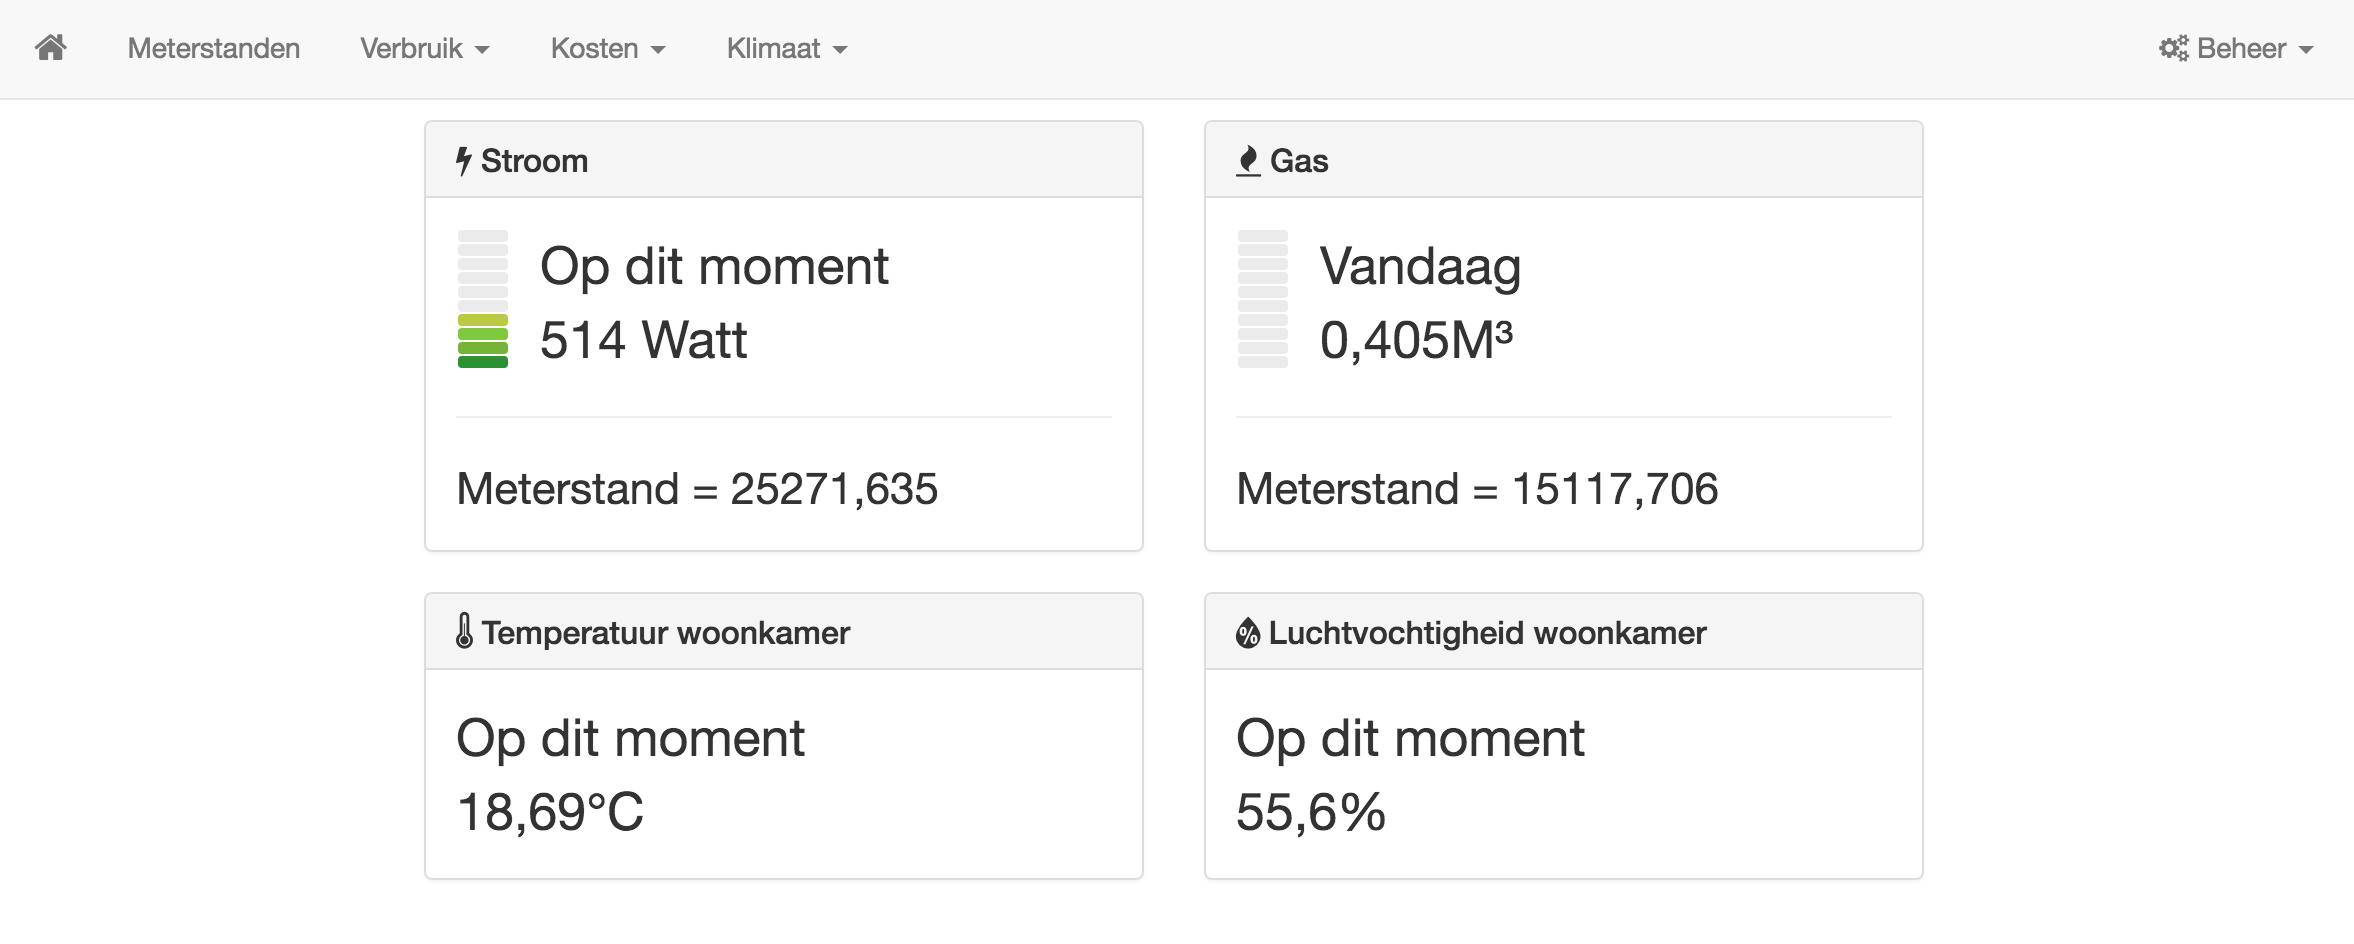 Meterstanden Verbruik Kosten Klimaat Beheer
Stroom
Op dit moment
514 Watt
Meterstand = 25271,635
Gas
Vandaag
0,405M³
Meterstand = 15117,706
Temperatuur woonkamer
Op dit moment
18,69°C
Luchtvochtigheid woonkamer
Op dit moment
55,6%